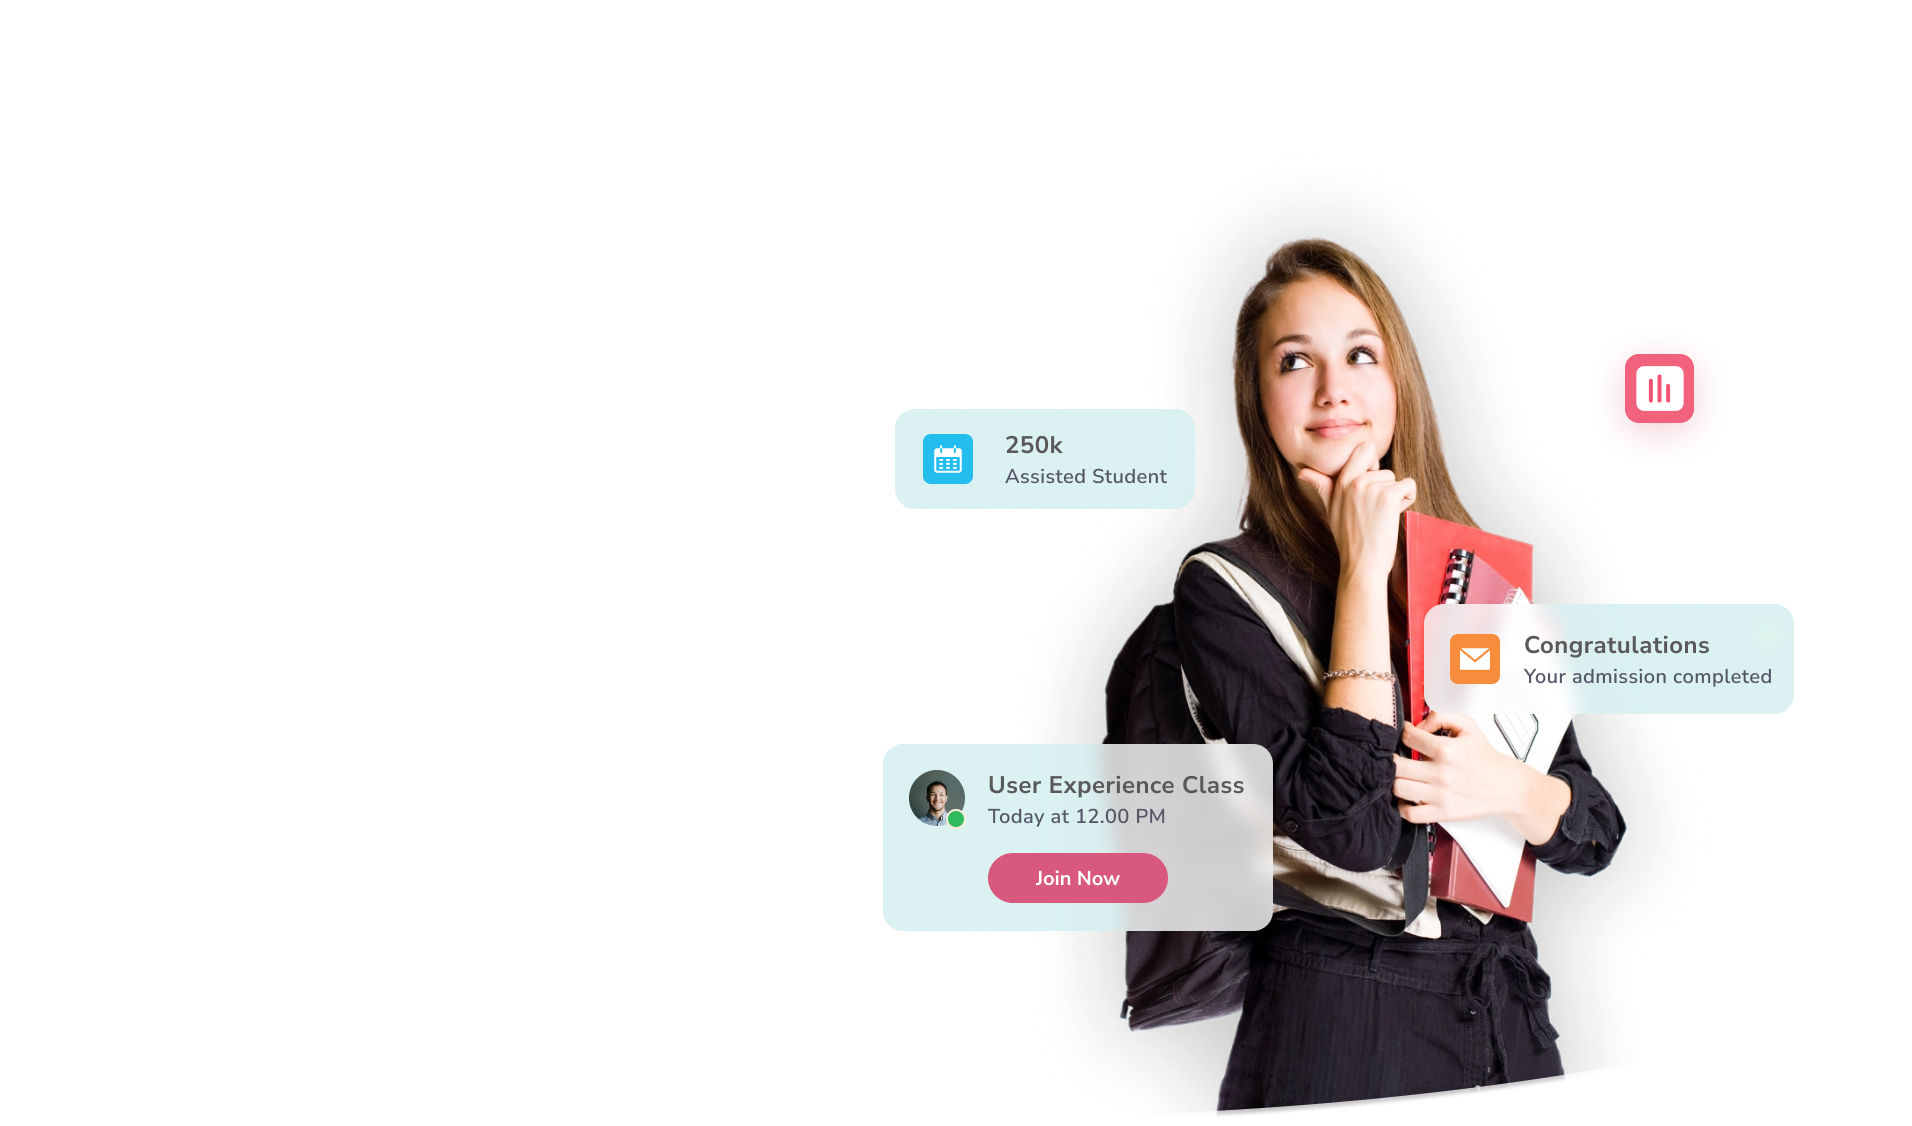 250k
Assisted Student
Congratulations
Your admission completed
User Experience Class
Today at 12.00 PM
Join Now